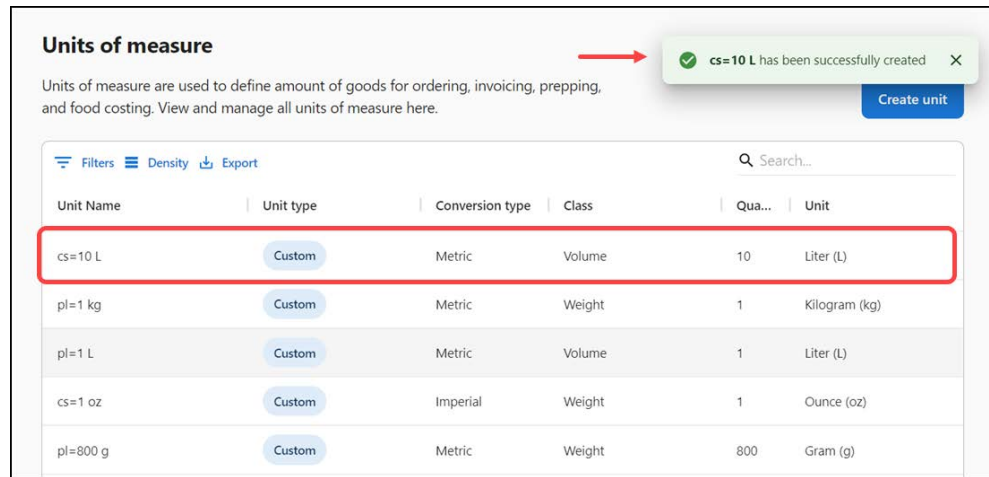 Units of measure
cs=10 L has been successfully created
Units of measure are used to define amount of goods for ordering, invoicing, prepping,
and food costing. View and manage all units of measure here.
Create unit
Filters Density Export Search...
Unit Name Unit type Conversion type Class Qua... Unit
cs=10 L Custom Metric Volume 10 Liter (L)
pl=1 kg Custom Metric Weight 1 Kilogram (kg)
pl=1 L Custom Metric Volume 1 Liter (L)
cs=1 oz Custom Imperial Weight 1 Ounce (oz)
pl=800 g Custom Metric Weight 800 Gram (g)